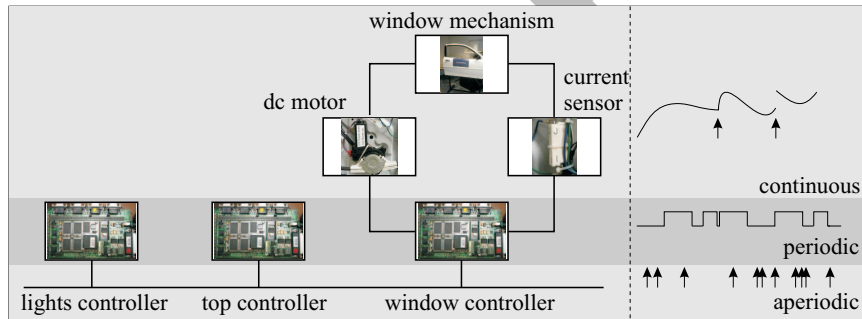 window mechanism
dc motor
current
sensor
continuous
periodic
lights controller
top controller
window controller
aperiodic